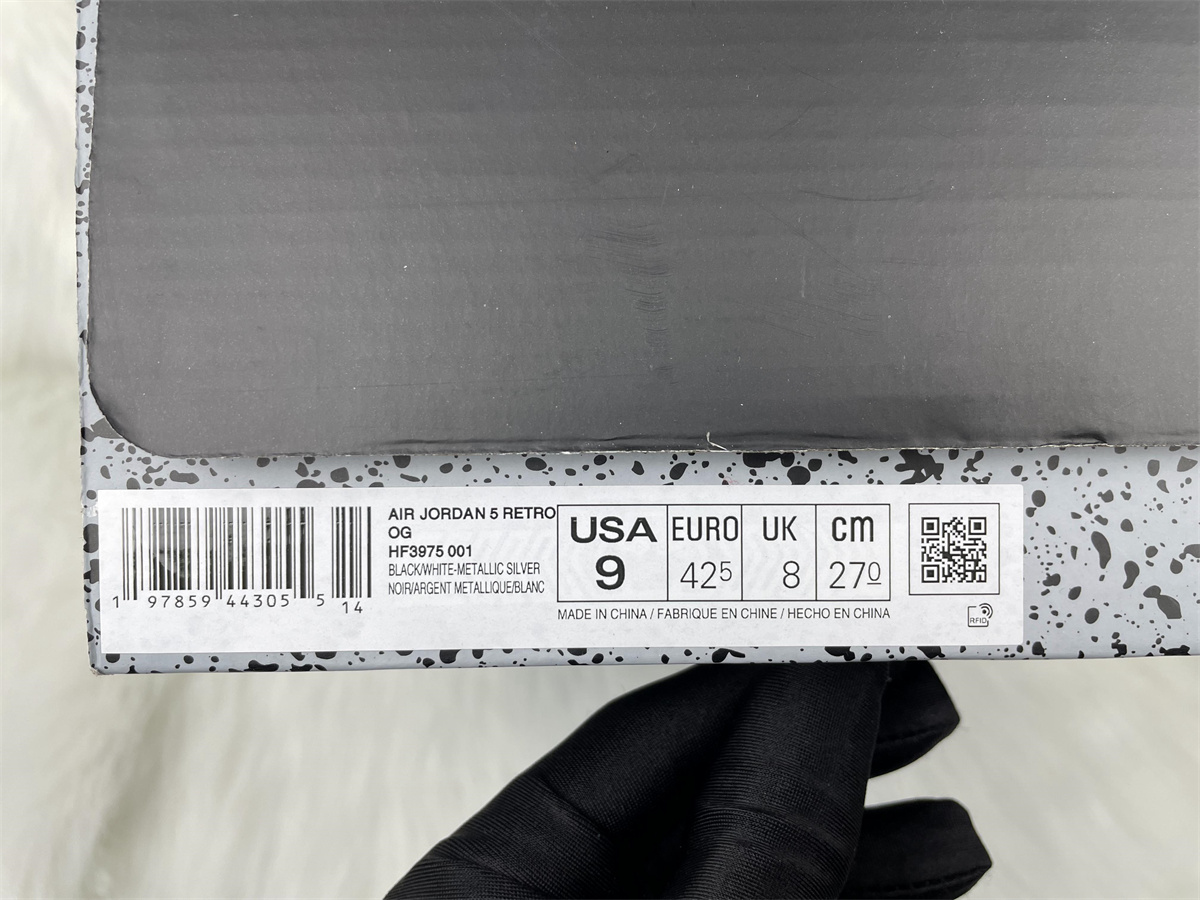 1 97859 44305 5 14
AIR JORDAN 5 RETRO
OG
HF3975 001
BLACK/WHITE-METALLIC SILVER
NOIR/ARGENT METALLIQUE/BLANC
USA EURO UK CM
9 425 8 270
MADE IN CHINA / FABRIQUE EN CHINE / HECHO EN CHINA
RFID